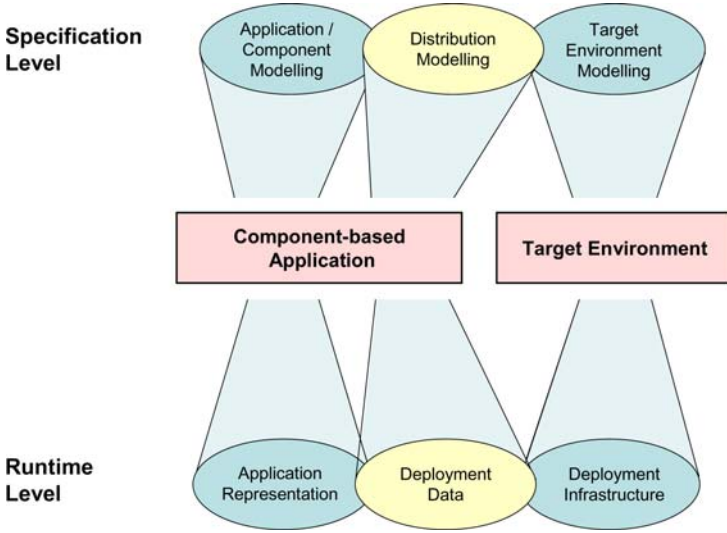 Specification
Level
Application /
Component
Modelling
Distribution
Modelling
Target
Environment
Modelling
Component-based
Application
Target Environment
Runtime
Level
Application
Representation
Deployment
Data
Deployment
Infrastructure